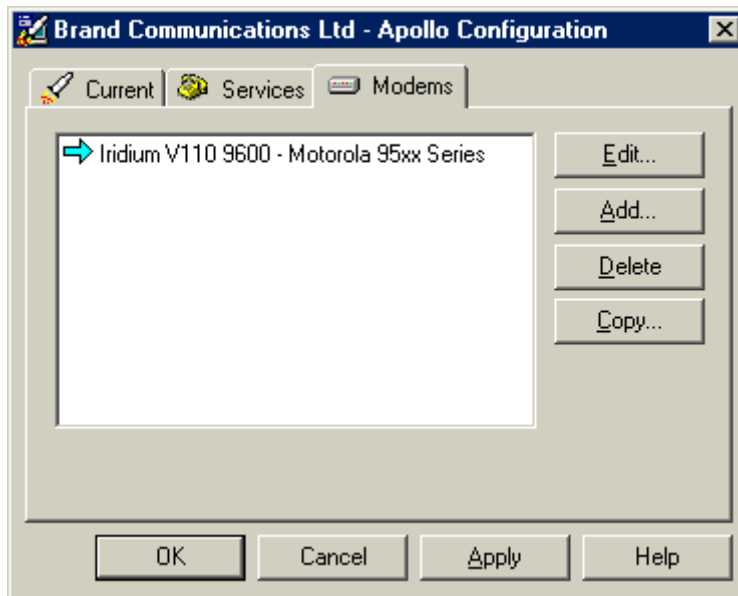 Brand Communications Ltd - Apollo Configuration
Current Services Modems
Iridium V110 9600 - Motorola 95xx Series
Edit...
Add...
Delete
Copy...
OK Cancel Apply Help